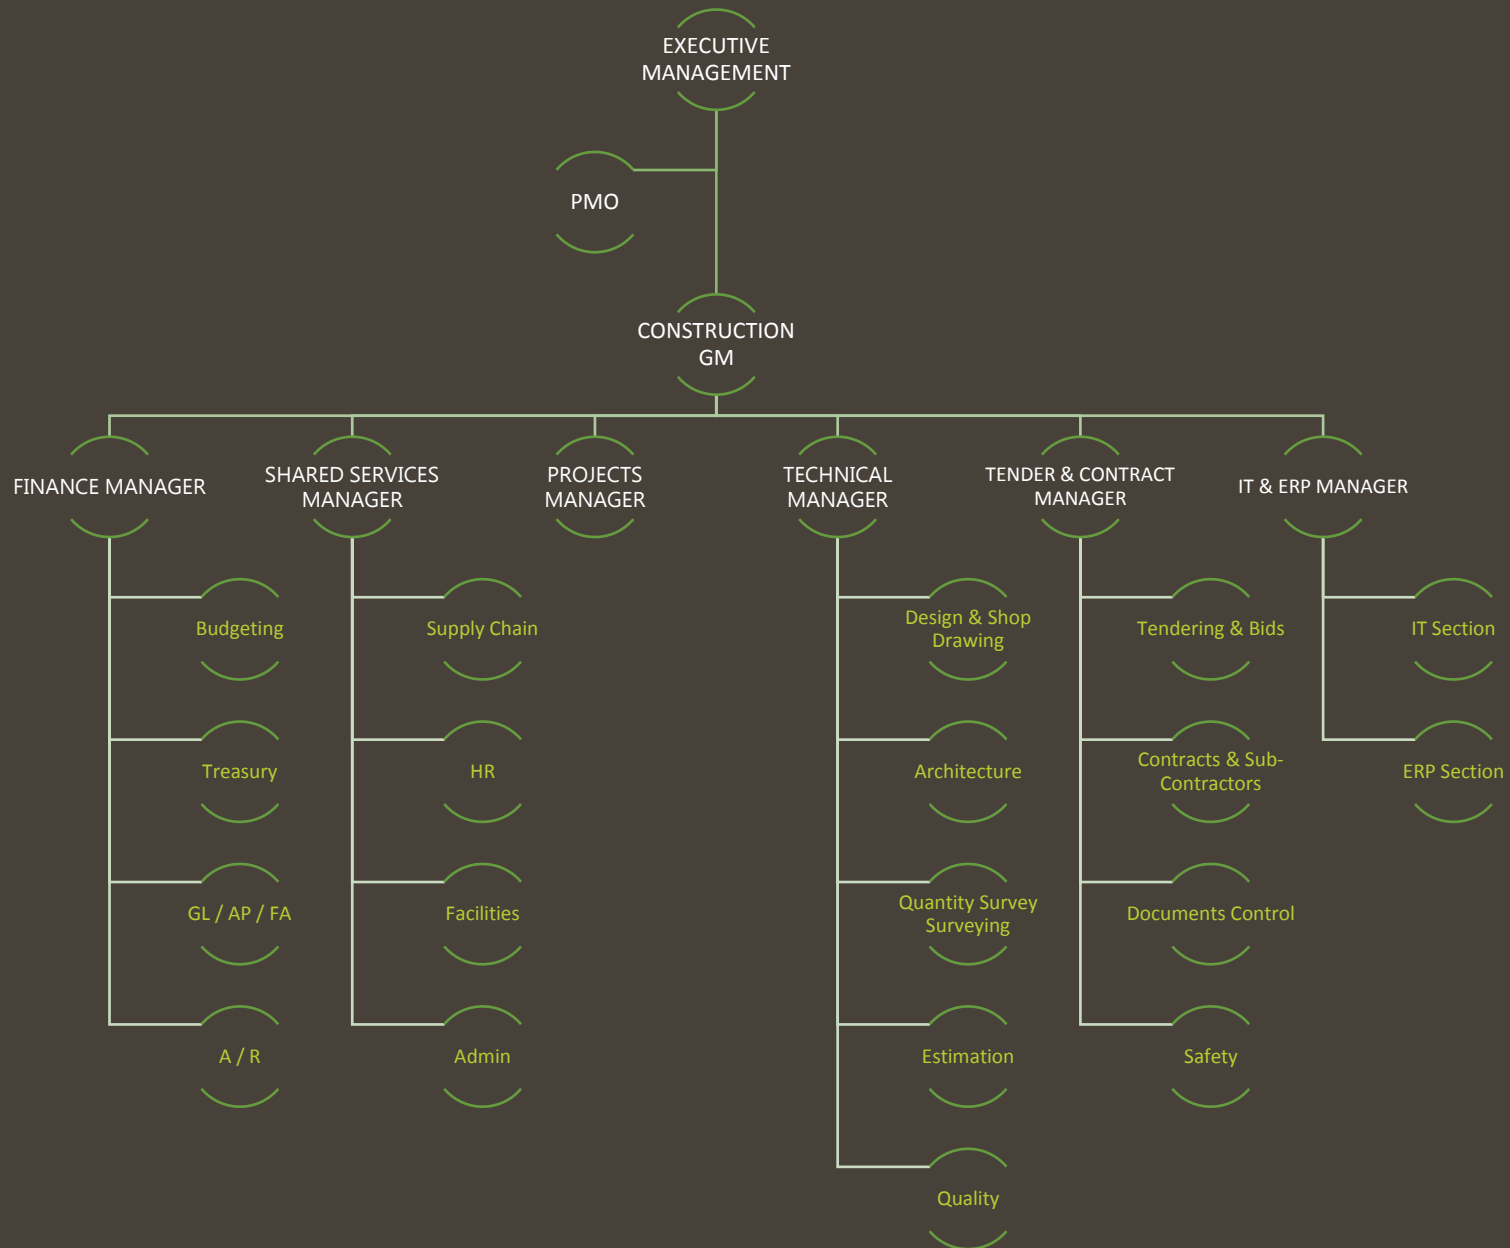 EXECUTIVE
MANAGEMENT
PMO
CONSTRUCTION
GM
FINANCE MANAGER
SHARED SERVICES
MANAGER
PROJECTS
MANAGER
TECHNICAL
MANAGER
TENDER & CONTRACT
MANAGER
IT & ERP MANAGER
Budgeting
Treasury
GL / AP / FA
A / R
Supply Chain
HR
Facilities
Admin
Design & Shop
Drawing
Architecture
Quantity Survey
Surveying
Estimation
Quality
Tendering & Bids
Contracts & Sub-
Contractors
Documents Control
Safety
IT Section
ERP Section